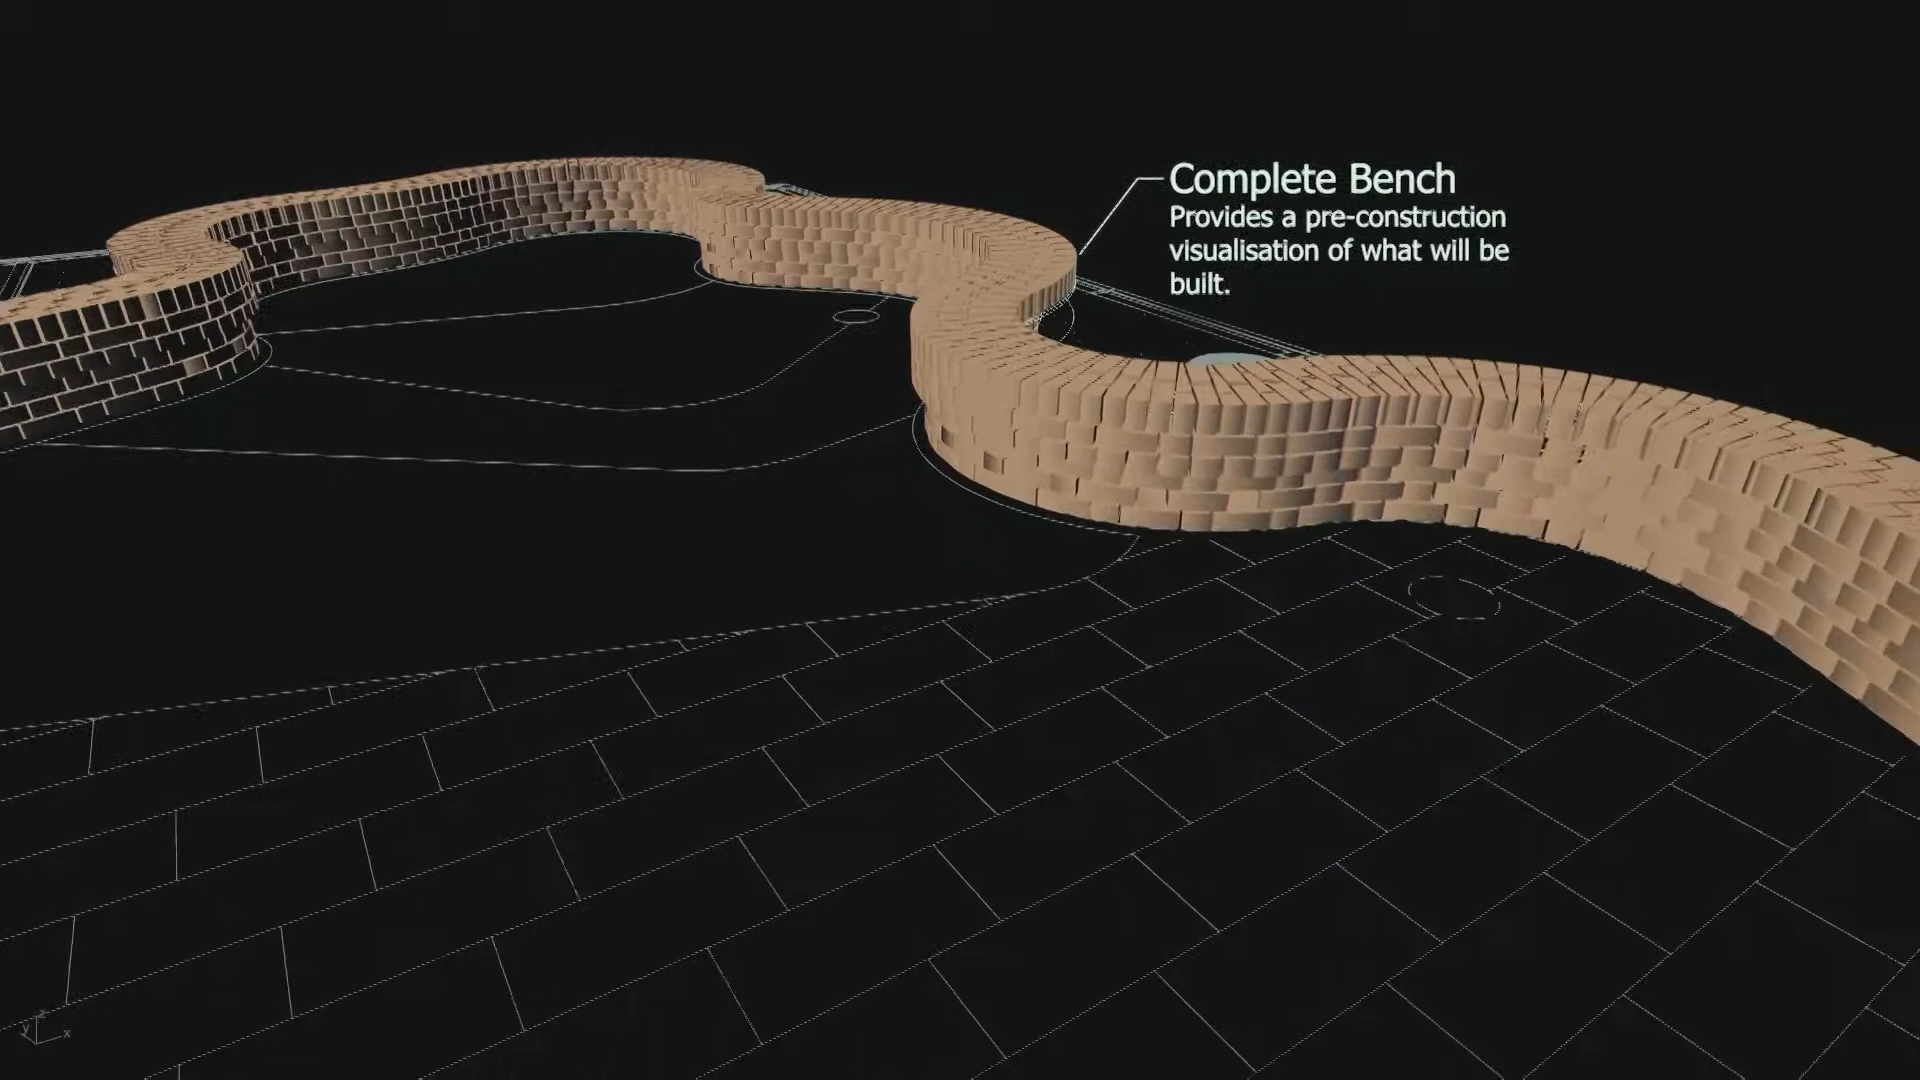 Complete Bench
Provides a pre-construction
visualisation of what will be
built.
z
y
x